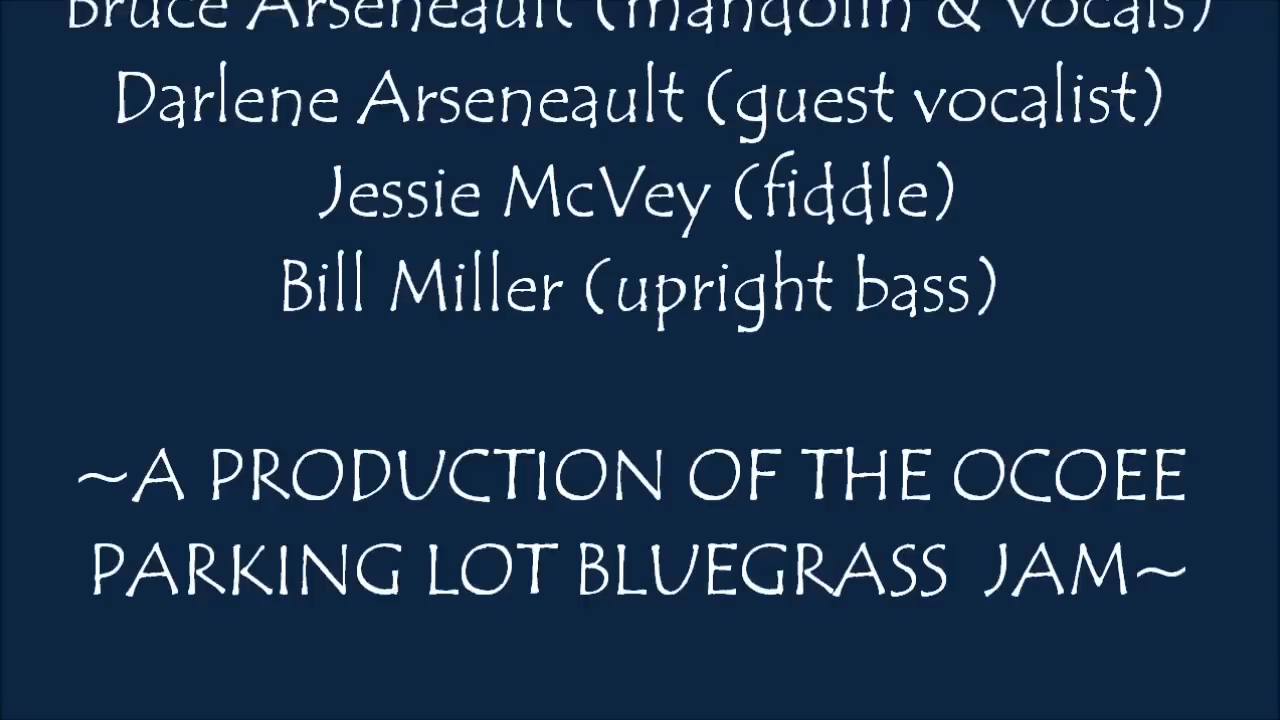 Bruce Arseneault (mandolin & vocals)
Darlene Arseneault (guest vocalist)
Jessie McVey (fiddle)
Bill Miller (upright bass)
~A PRODUCTION OF THE OCOEE
PARKING LOT BLUEGRASS JAM~